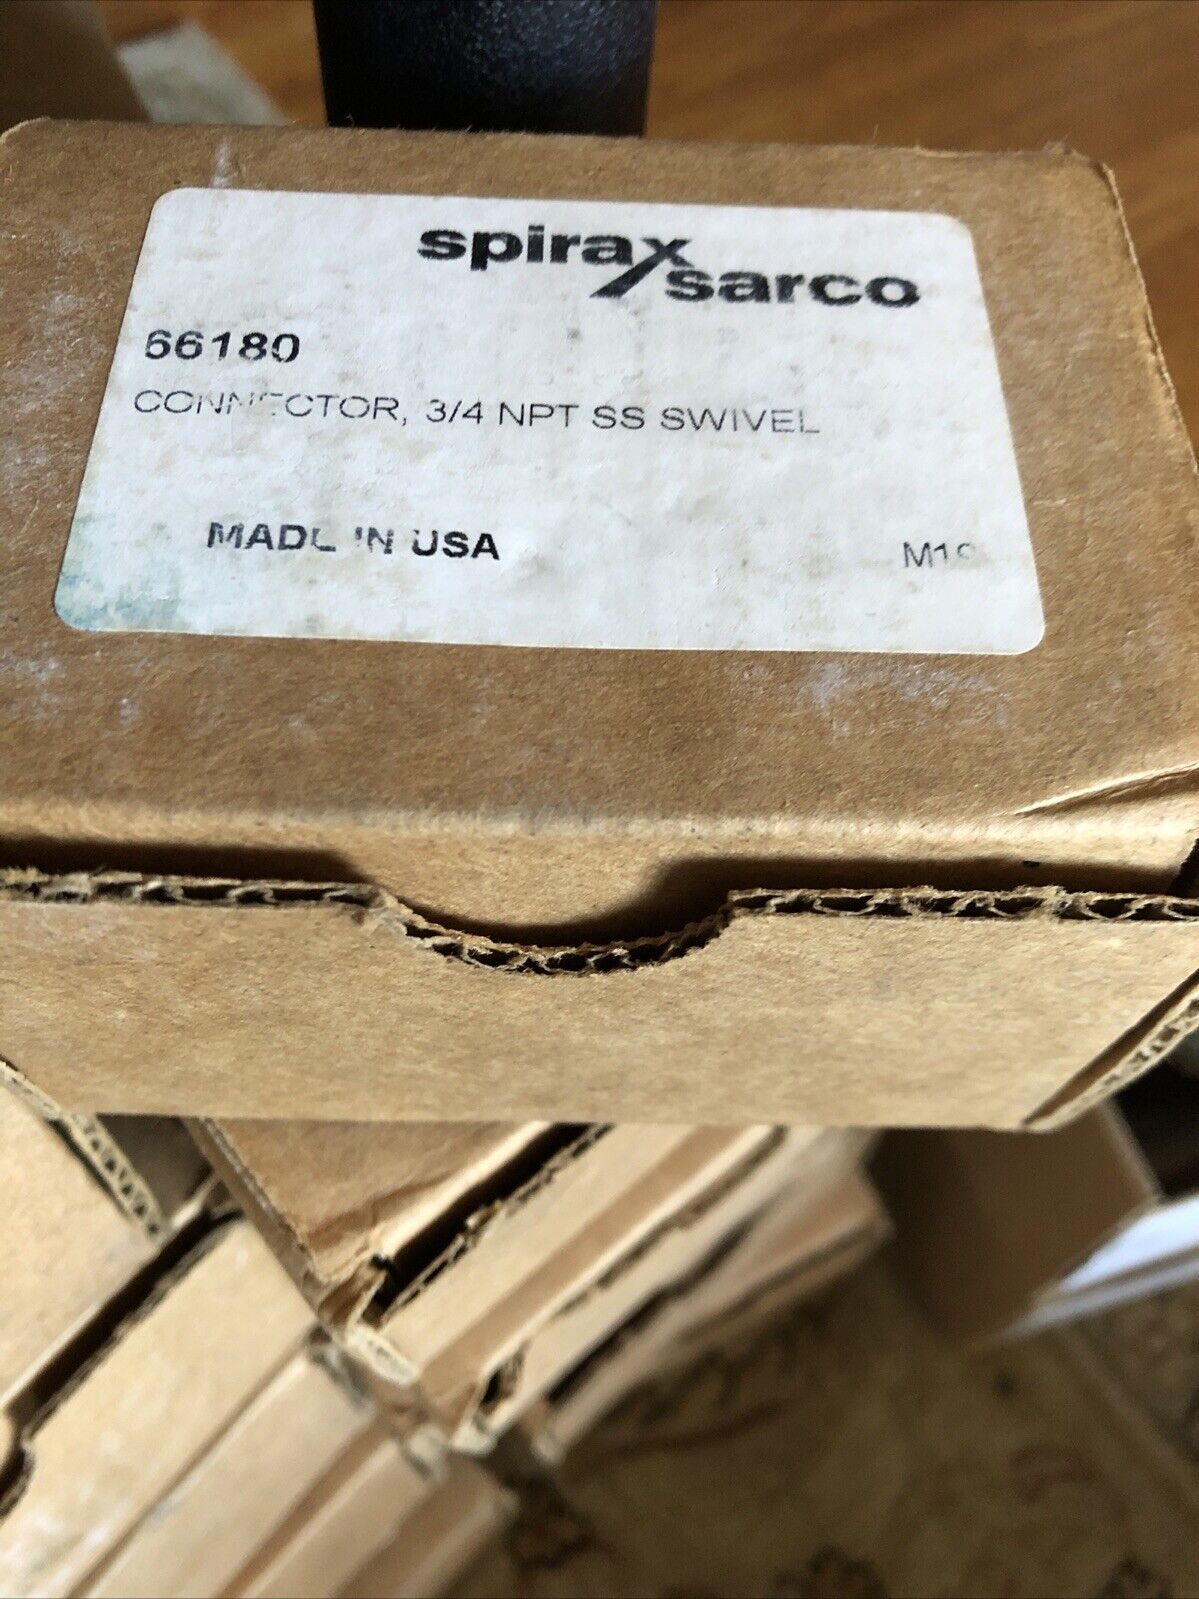 spirax sarco
66180
CONNECTOR, 3/4 NPT SS SWIVEL
MADE IN USA